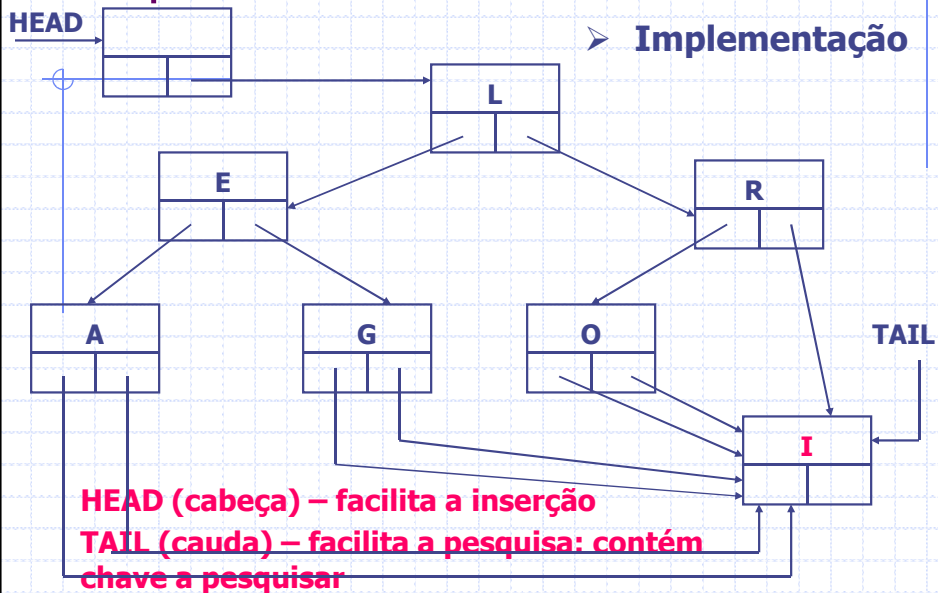 HEAD
Implementação
L
E
R
A
G
O
TAIL
I
HEAD (cabeça) – facilita a inserção
TAIL (cauda) – facilita a pesquisa: contém
chave a pesquisar